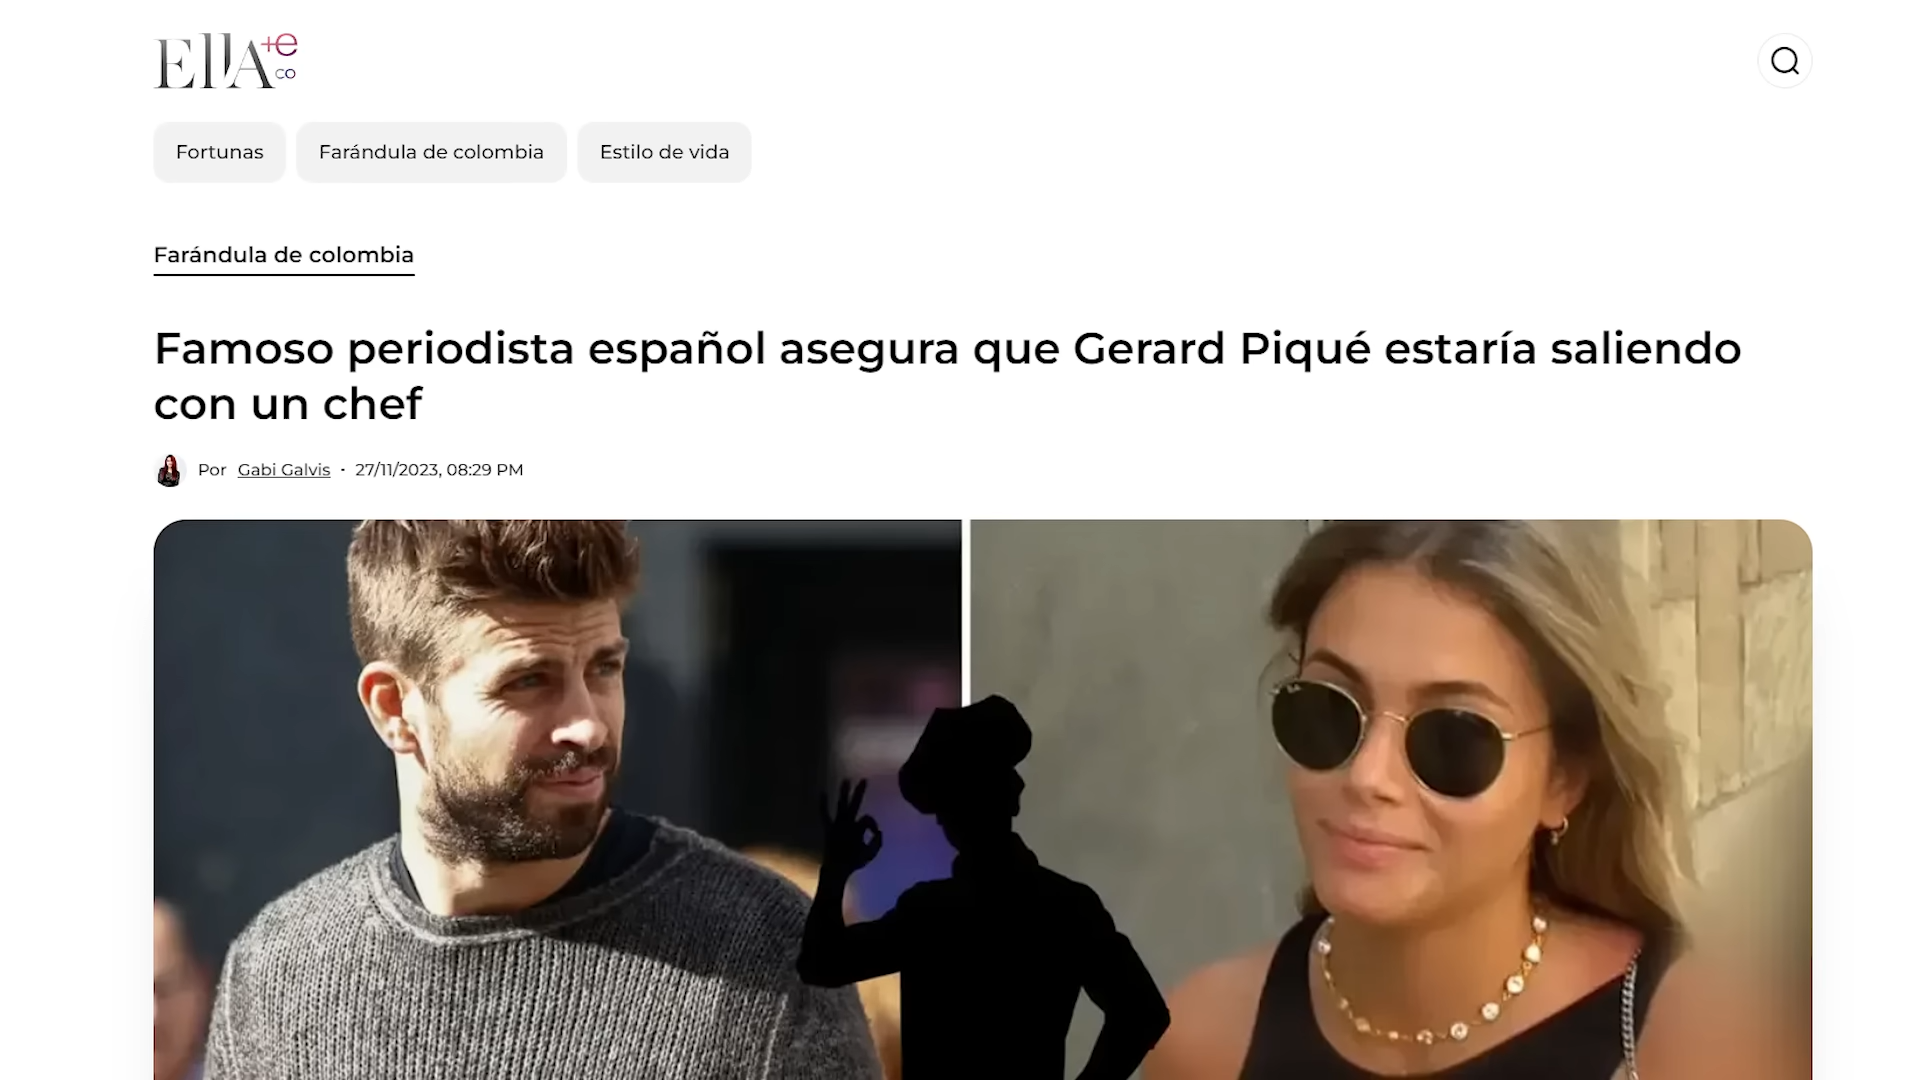 EllA+e
CO
Fortunas Farándula de colombia Estilo de vida
Farándula de colombia
Famoso periodista español asegura que Gerard Piqué estaría saliendo
con un chef
Por Gabi Galvis · 27/11/2023, 08:29 PM